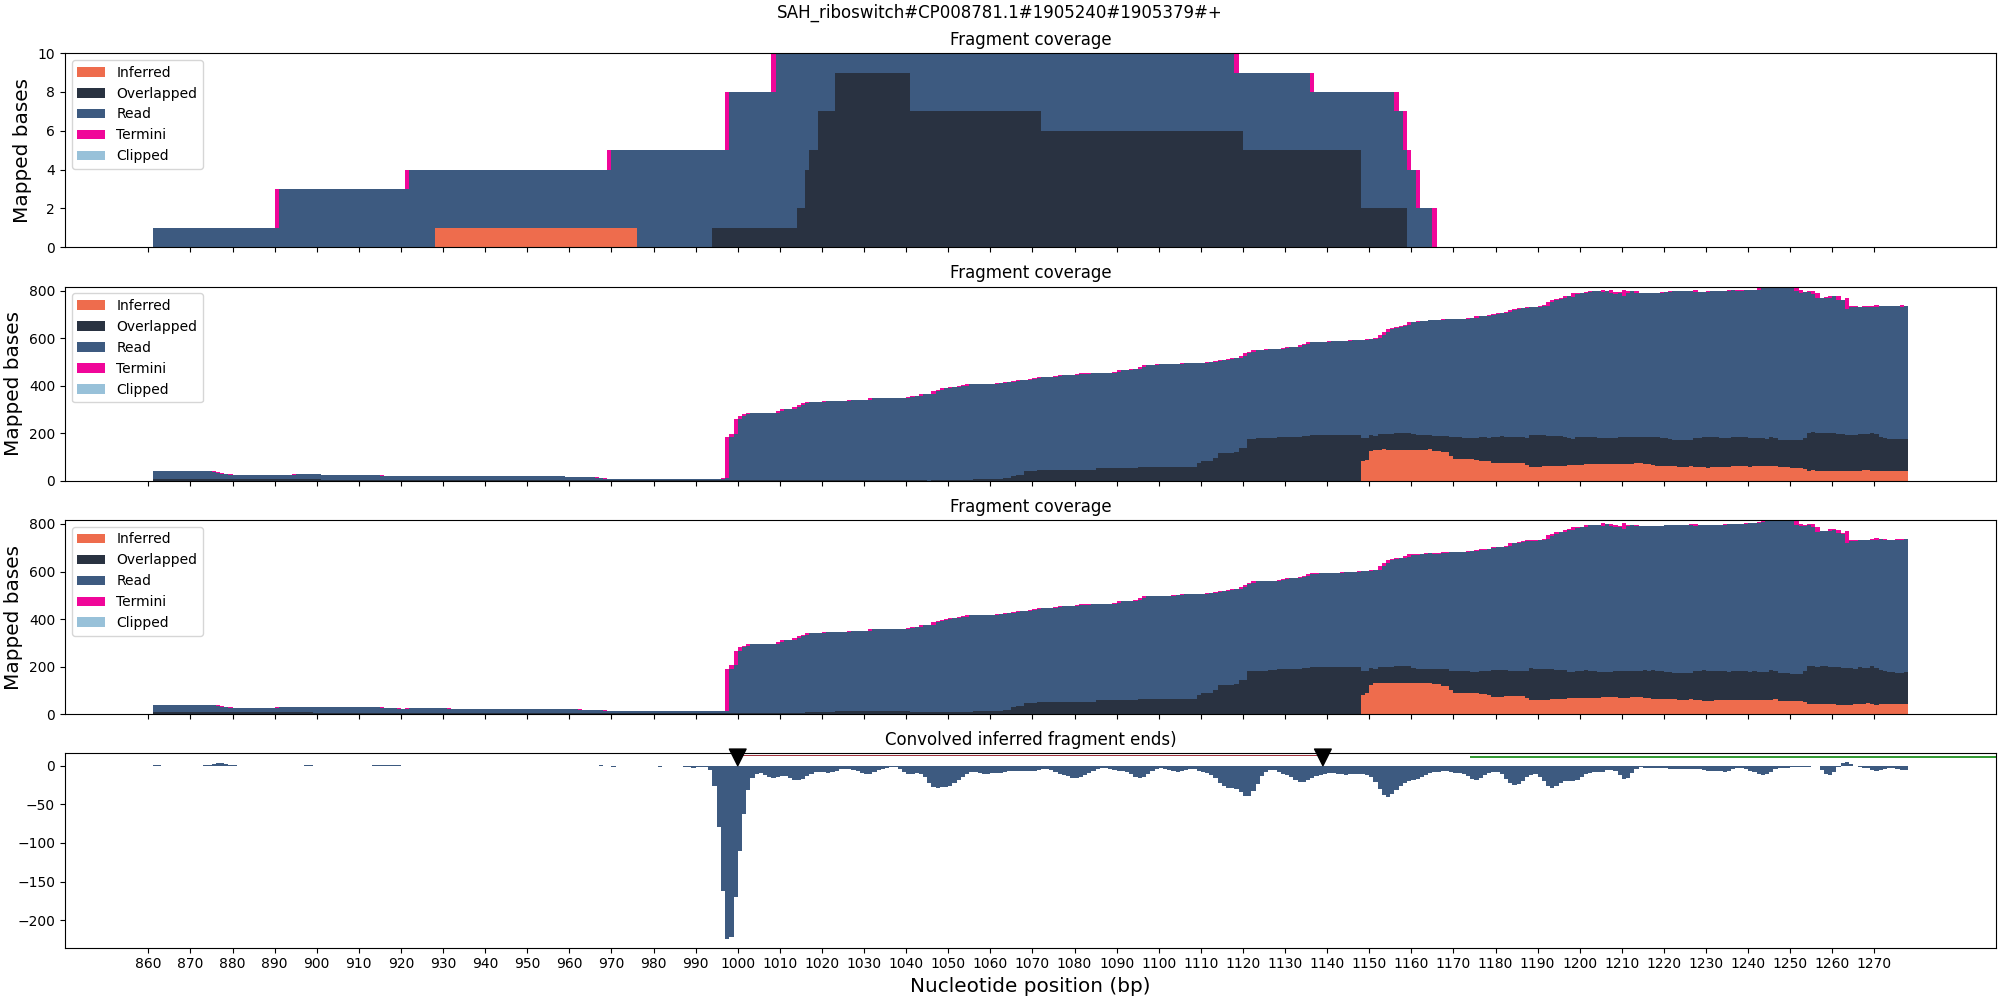 SAH_riboswitch#CP008781.1#1905240#1905379#+
Fragment coverage
Mapped bases
10
8
6
4
2
0
Inferred
Overlapped
Read
Termini
Clipped
Fragment coverage
Mapped bases
800
600
400
200
0
Inferred
Overlapped
Read
Termini
Clipped
Fragment coverage
Mapped bases
800
600
400
200
0
Inferred
Overlapped
Read
Termini
Clipped
Convolved inferred fragment ends)
0
−50
−100
−150
−200
860 870 880 890 900 910 920 930 940 950 960 970 980 990 1000 1010 1020 1030 1040 1050 1060 1070 1080 1090 1100 1110 1120 1130 1140 1150 1160 1170 1180 1190 1200 1210 1220 1230 1240 1250 1260 1270
Nucleotide position (bp)